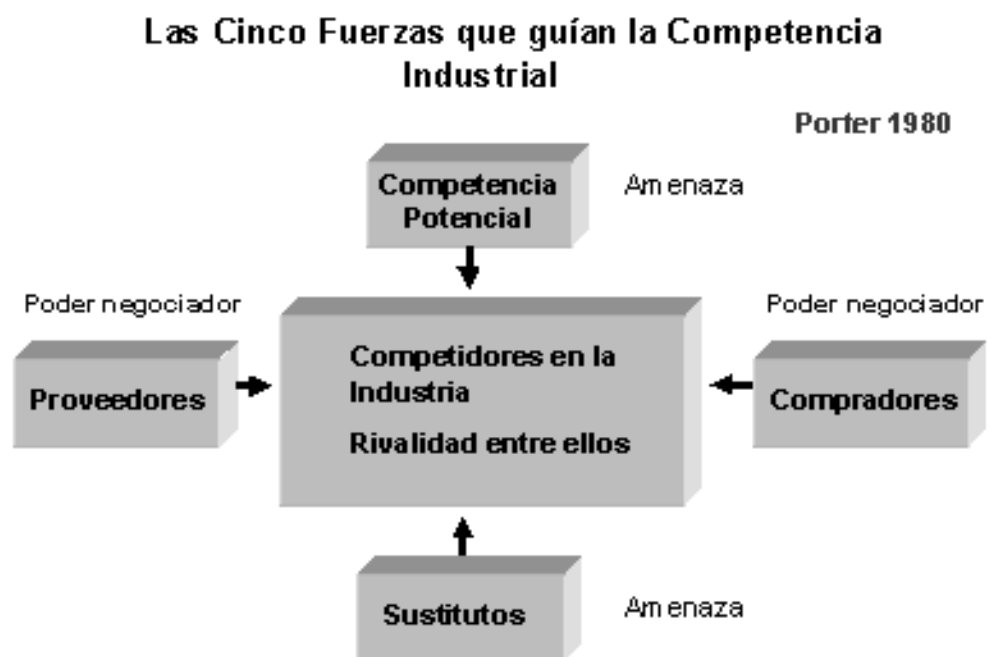 Las Cinco Fuerzas que guían la Competencia
Industrial
Porter 1980
Competencia
Potencial
Amenaza
Poder negociador
Poder negociador
Proveedores
Competidores en la
Industria
Rivalidad entre ellos
Compradores
Sustitutos
Amenaza